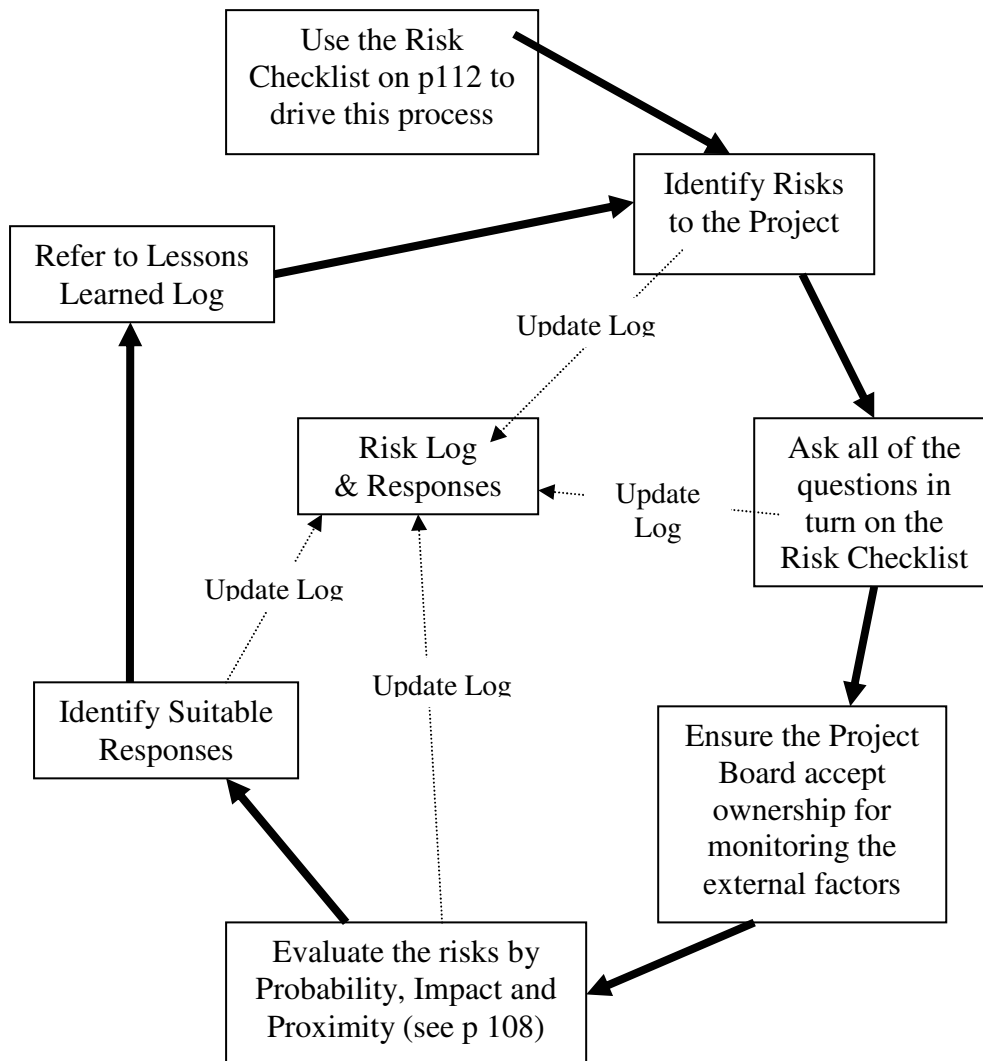 Use the Risk
Checklist on p112 to
drive this process
Identify Risks
to the Project
Refer to Lessons
Learned Log
Update Log
Risk Log
& Responses
Update
Log
Ask all of the
questions in
turn on the
Risk Checklist
Update Log
Update Log
Identify Suitable
Responses
Ensure the Project
Board accept
ownership for
monitoring the
external factors
Evaluate the risks by
Probability, Impact and
Proximity (see p 108)